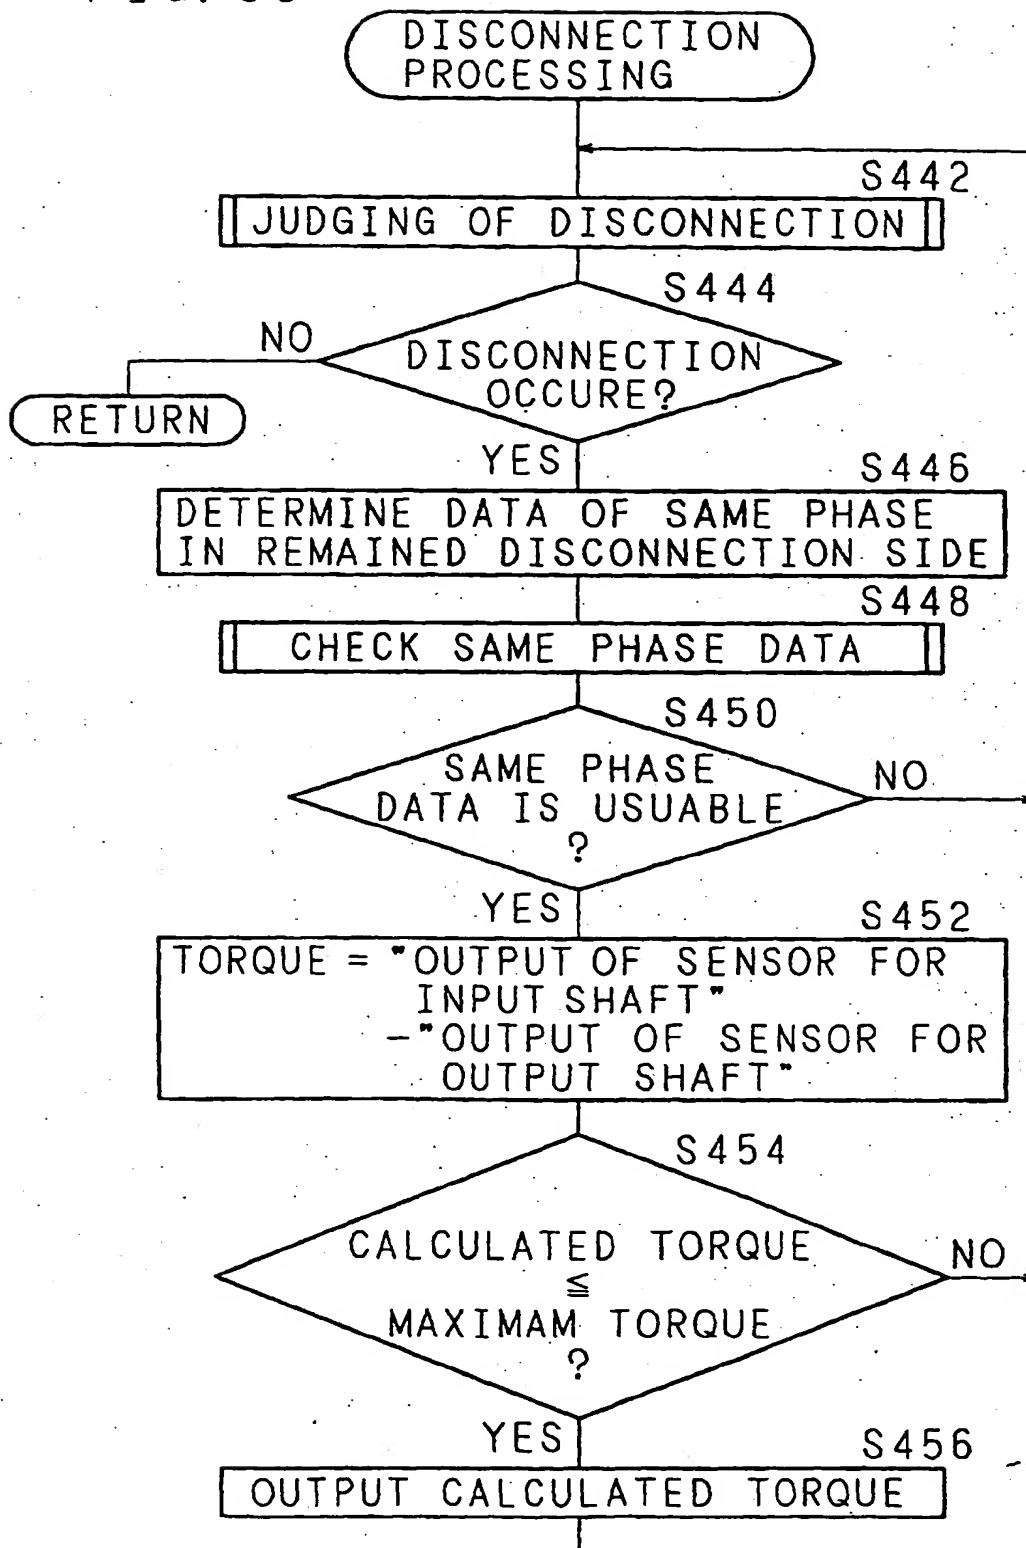 DISCONNECTION
PROCESSING
S442
JUDGING OF DISCONNECTION
S444
NO
DISCONNECTION
OCCURE?
RETURN
YES
S446
DETERMINE DATA OF SAME PHASE
IN REMAINED DISCONNECTION SIDE
S448
CHECK SAME PHASE DATA
S450
SAME PHASE
DATA IS USUABLE
?
NO
YES
S452
TORQUE = "OUTPUT OF SENSOR FOR
INPUT SHAFT"
-"OUTPUT OF SENSOR FOR
OUTPUT SHAFT"
S454
CALCULATED TORQUE
≦
MAXIMAM TORQUE
?
NO
YES
S456
OUTPUT CALCULATED TORQUE